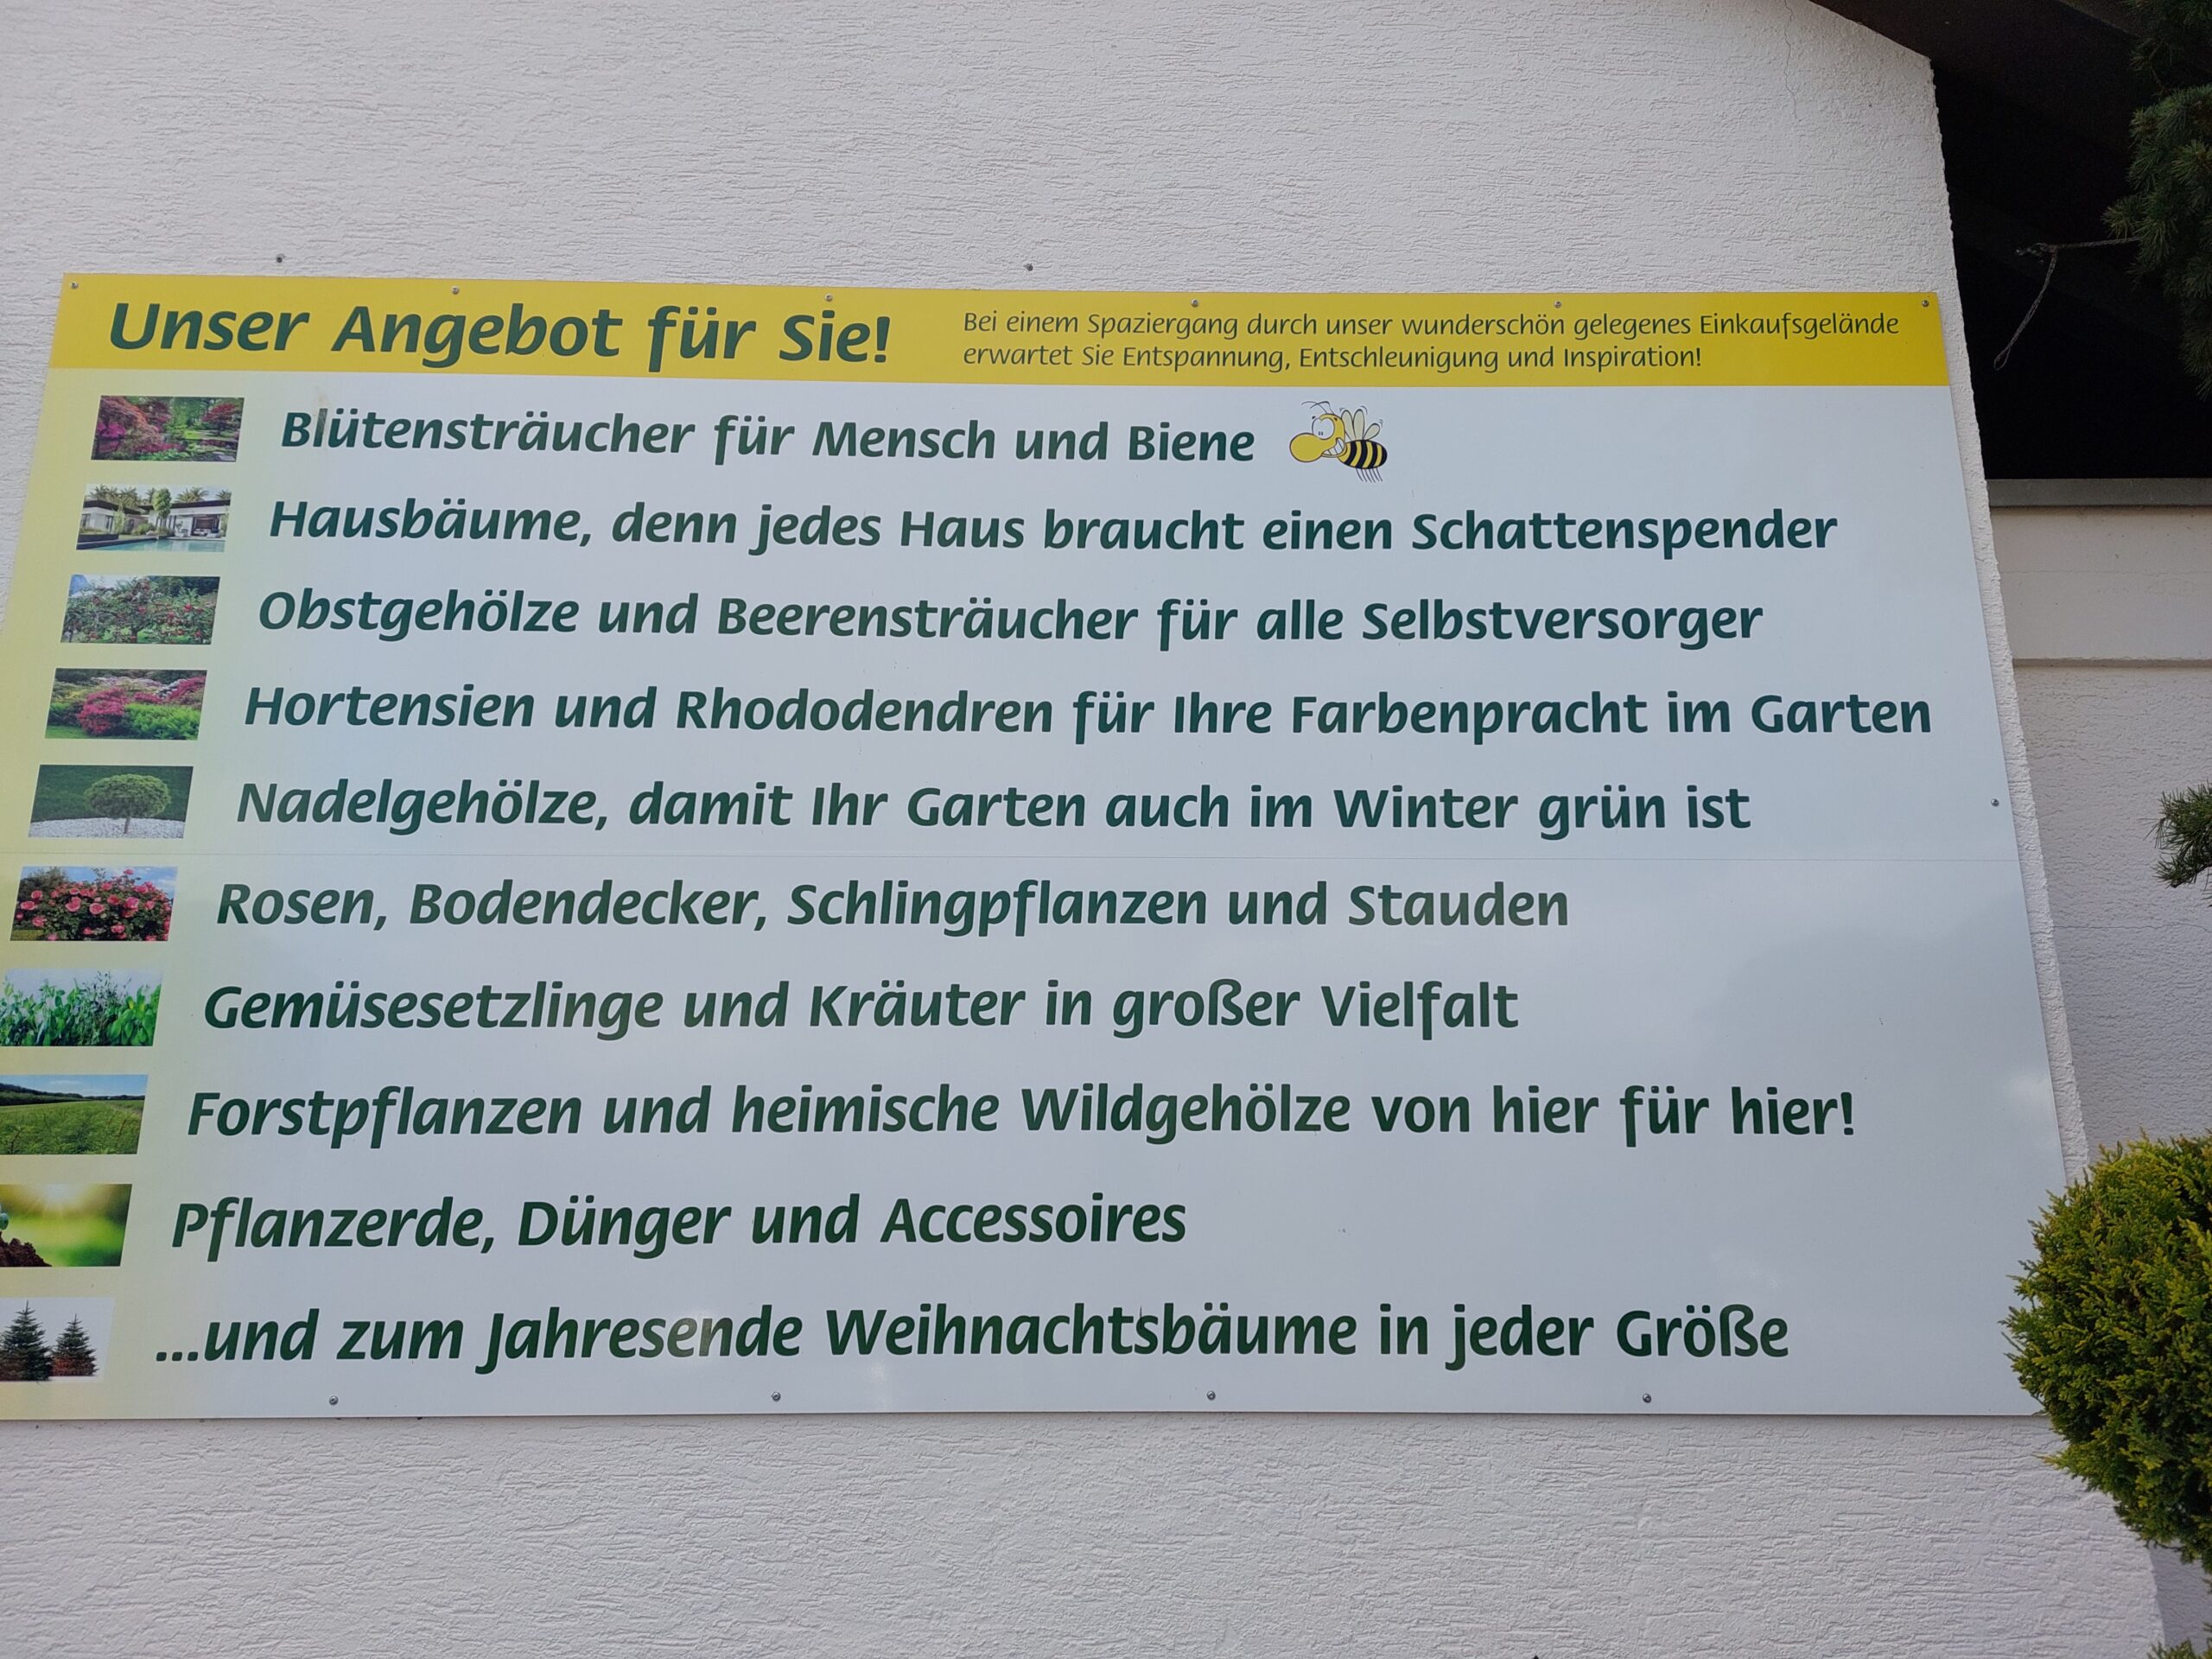 Unser Angebot für Sie!
Bei einem Spaziergang durch unser wunderschön gelegenes Einkaufsgelände
erwartet Sie Entspannung, Entschleunigung und Inspiration!
Blütensträucher für Mensch und Biene
Hausbäume, denn jedes Haus braucht einen Schattenspender
Obstgehölze und Beerensträucher für alle Selbstversorger
Hortensien und Rhododendren für Ihre Farbenpracht im Garten
Nadelgehölze, damit Ihr Garten auch im Winter grün ist
Rosen, Bodendecker, Schlingpflanzen und Stauden
Gemüsesetzlinge und Kräuter in großer Vielfalt
Forstpflanzen und heimische Wildgehölze von hier für hier!
Pflanzerde, Dünger und Accessoires
...und zum Jahresende Weihnachtsbäume in jeder Größe